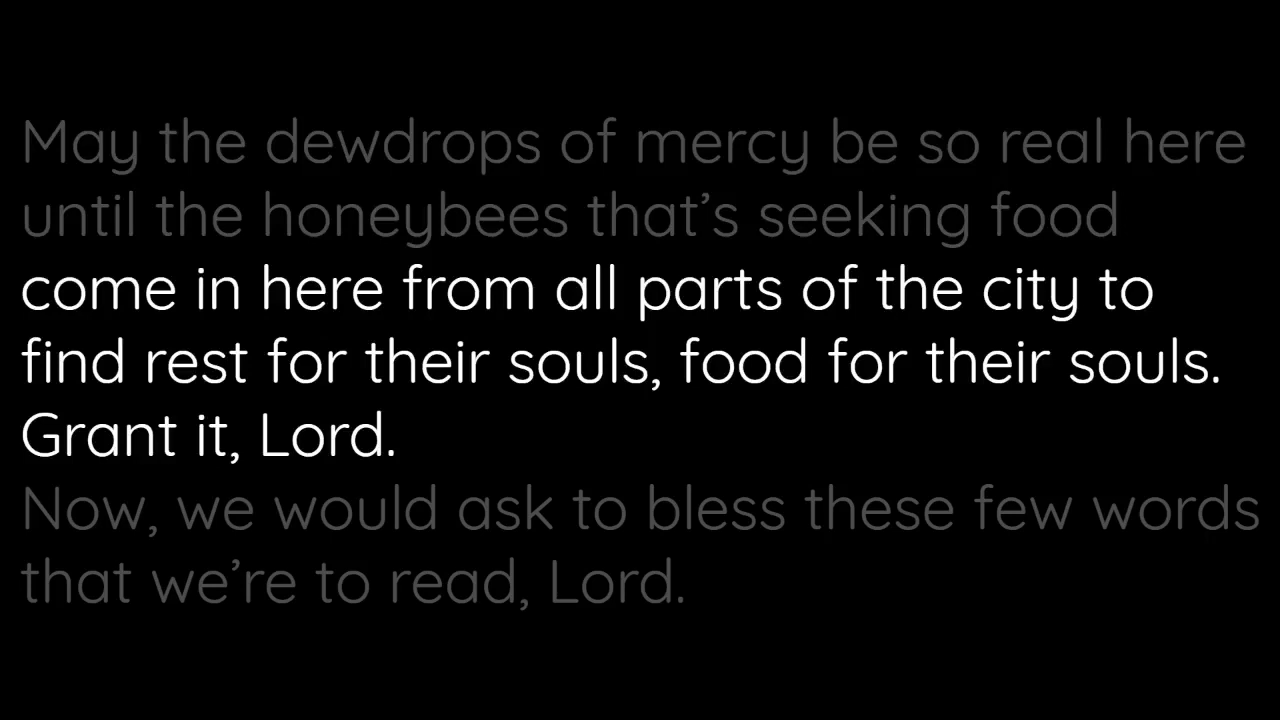 May the dewdrops of mercy be so real here
until the honeybees that’s seeking food
come in here from all parts of the city to
find rest for their souls, food for their souls.
Grant it, Lord.
Now, we would ask to bless these few words
that we’re to read, Lord.